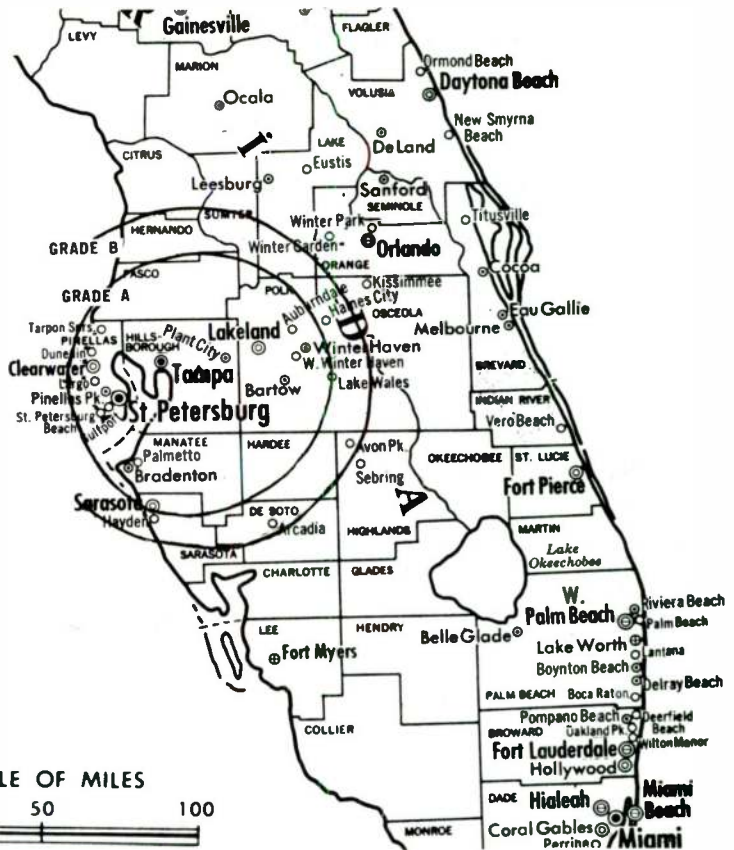 Gainesville
LEVY
FLAGLER
MARION
Ormond Beach
Daytona Beach
VOLUSIA
Ocala
New Smyrna
Beach
DeLand
LAKE
CITRUS
Eustis
Leesburg
Sanford
SEMINOLE
SUMTER
Titusville
Winter Park
HERNANDO
GRADE B
Winter Garden
Orlando
ORANGE
Cocoa
PASCO
Kissimmee
POLK
GRADE A
Auburndale
Haines City
OSCEOLA
Eau Gallie
Melbourne
Tarpon Sprs.
PINELLAS
HILLS-
BOROUGH
Plant City
Lakeland
D
Winter Haven
Dunedin
W. Winter Haven
Clearwater
Tampa
BREVARD
Largo
Bartow
Lake Wales
Pinellas Pk.
INDIAN RIVER
St. Petersburg
St. Petersburg
Beach
Gulfport
Vero Beach
MANATEE
HARDEE
Avon Pk.
Palmetto
OKEECHOBEE
ST. LUCIE
Bradenton
Sebring
Fort Pierce
A
Sarasota
Hayden
DE SOTO
Arcadia
HIGHLANDS
MARTIN
Lake
Okeechobee
SARASOTA
CHARLOTTE
GLADES
W.
Palm Beach
Riviera Beach
Palm Beach
LEE
HENDRY
Belle Glade
Lake Worth
Lantana
Fort Myers
Boynton Beach
Delray Beach
PALM BEACH
Boca Raton
Pompano Beach
Deerfield
Beach
COLLIER
BROWARD
Oakland Pk.
Wilton Manor
Fort Lauderdale
Hollywood
LE OF MILES
50
100
DADE
Hialeah
Miami
Beach
Coral Gables
MONROE
Perrine
Miami